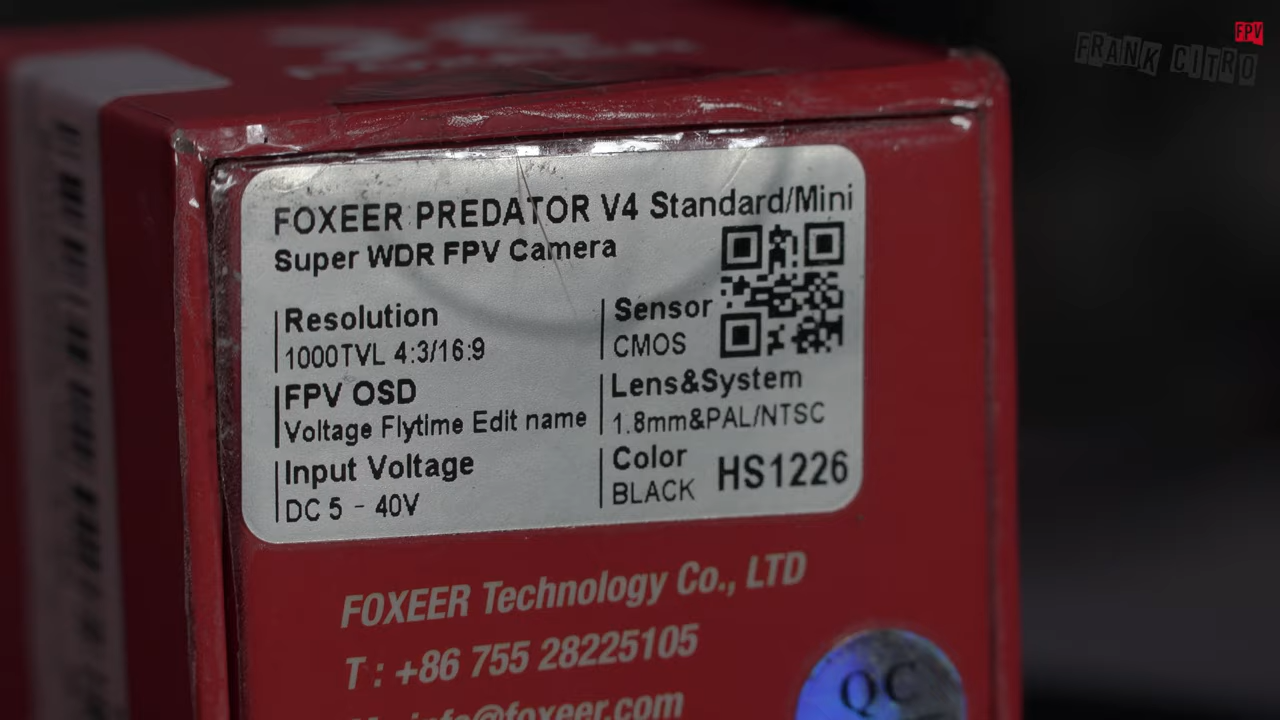 FPV
FRANK CITRO
FOXEER PREDATOR V4 Standard/Mini
Super WDR FPV Camera
Resolution
1000TVL 4:3/16:9
Sensor
CMOS
FPV OSD
Voltage Flytime Edit name
Lens&System
1.8mm&PAL/NTSC
Input Voltage
DC 5 - 40V
Color
BLACK
HS1226
FOXEER Technology Co., LTD
T : +86 755 28225105
info@foxeer.com
QC